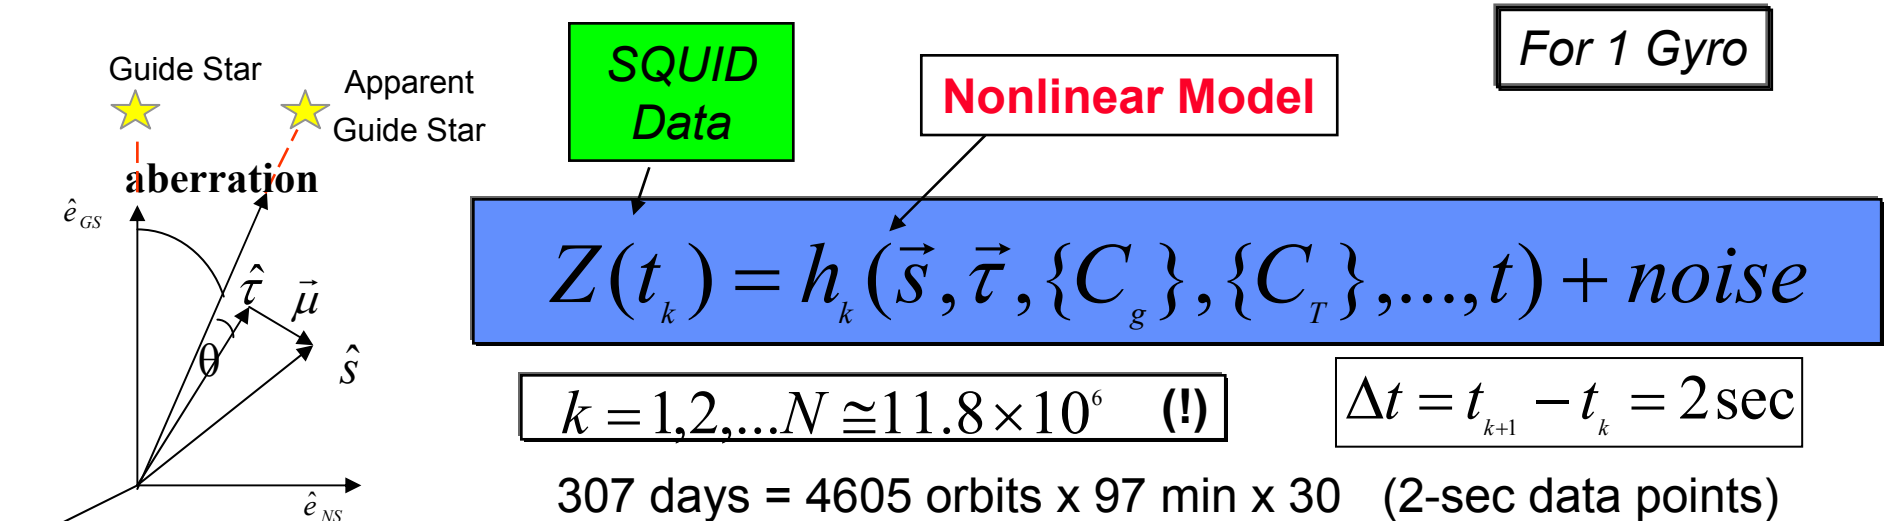 For 1 Gyro
Guide Star
Apparent
Guide Star
SQUID
Data
Nonlinear Model
aberration
ê_GS
τ̂
μ⃗
θ
ŝ
ê_NS
Z(t_k) = h_k(s⃗, τ⃗, {C_g}, {C_T},...,t) + noise
k = 1,2,...N ≅ 11.8×10⁶ (!)
Δt = t_{k+1} − t_k = 2 sec
307 days = 4605 orbits x 97 min x 30 (2-sec data points)